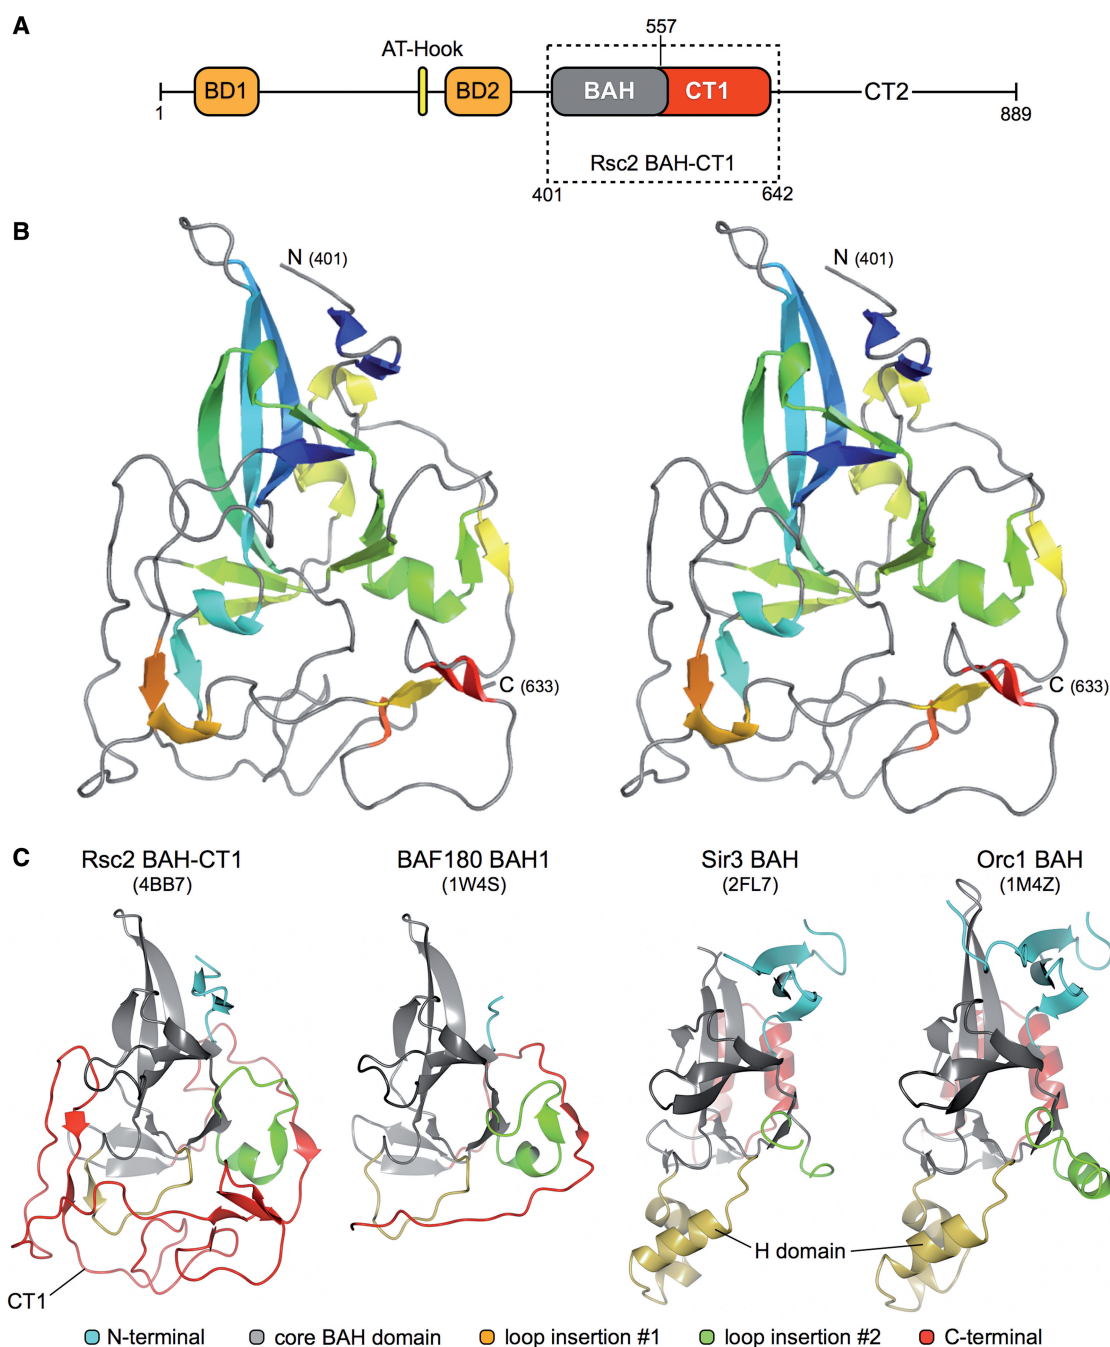 A
557
AT-Hook
BD1
BD2
BAH
CT1
CT2
1
889
Rsc2 BAH-CT1
401
642
B
N (401)
N (401)
C (633)
C (633)
C
Rsc2 BAH-CT1
(4BB7)
BAF180 BAH1
(1W4S)
Sir3 BAH
(2FL7)
Orc1 BAH
(1M4Z)
H domain
CT1
N-terminal
core BAH domain
loop insertion #1
loop insertion #2
C-terminal